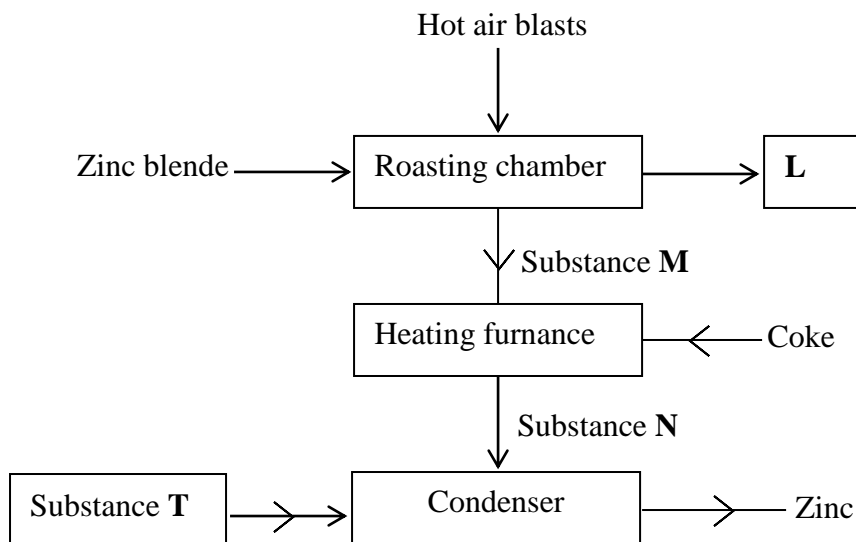 Hot air blasts
Zinc blende
Roasting chamber
L
Substance M
Heating furnance
Coke
Substance N
Substance T
Condenser
Zinc